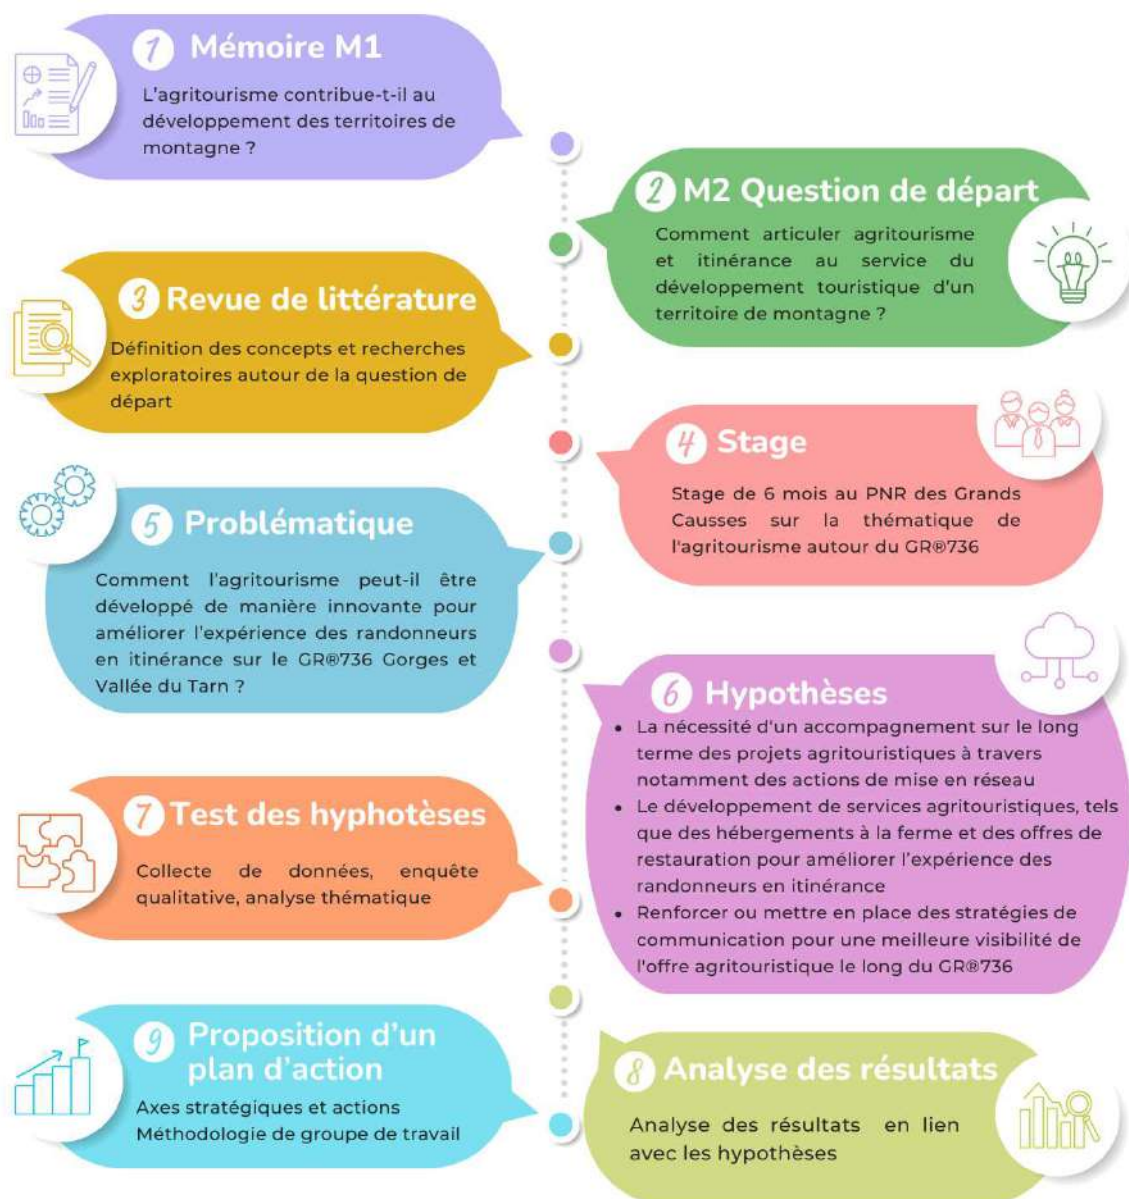 1 Mémoire M1
L'agritourisme contribue-t-il au
développement des territoires de
montagne ?
2 M2 Question de départ
Comment articuler agritourisme
et itinérance au service du
développement touristique d'un
territoire de montagne ?
3 Revue de littérature
Définition des concepts et recherches
exploratoires autour de la question de
départ
4 Stage
Stage de 6 mois au PNR des Grands
Causses sur la thématique de
l'agritourisme autour du GR®736
5 Problématique
Comment l'agritourisme peut-il être
développé de manière innovante pour
améliorer l'expérience des randonneurs
en itinérance sur le GR®736 Gorges et
Vallée du Tarn ?
6 Hypothèses
• La nécessité d'un accompagnement sur le long
terme des projets agritouristiques à travers
notamment des actions de mise en réseau
• Le développement de services agritouristiques, tels
que des hébergements à la ferme et des offres de
restauration pour améliorer l'expérience des
randonneurs en itinérance
• Renforcer ou mettre en place des stratégies de
communication pour une meilleure visibilité de
l'offre agritouristique le long du GR®736
7 Test des hyphotèses
Collecte de données, enquête
qualitative, analyse thématique
8 Analyse des résultats
Analyse des résultats en lien
avec les hypothèses
9 Proposition d'un
plan d'action
Axes stratégiques et actions
Méthodologie de groupe de travail